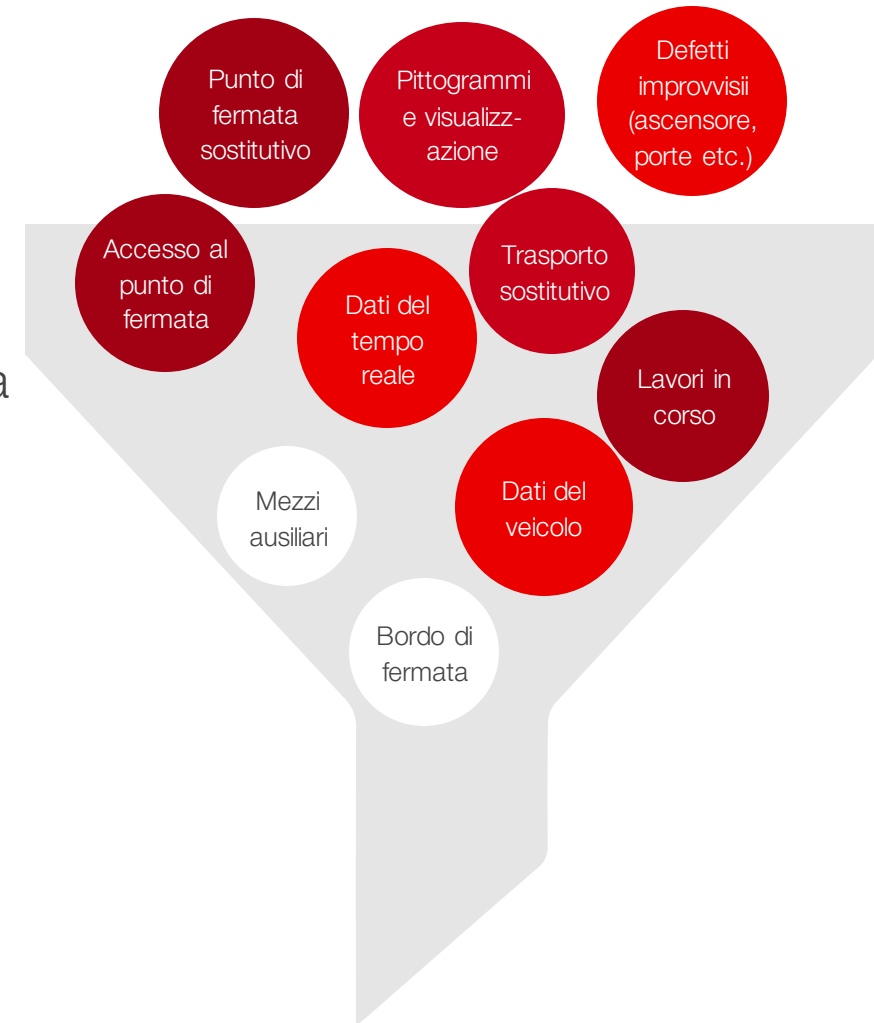 Punto di
fermata
sostitutivo
Pittogrammi
e visualizz-
azione
Defetti
improvvisii
(ascensore,
porte etc.)
Accesso al
punto di
fermata
Trasporto
sostitutivo
Dati del
tempo
reale
Lavori in
corso
a
Mezzi
ausiliari
Dati del
veicolo
Bordo di
fermata